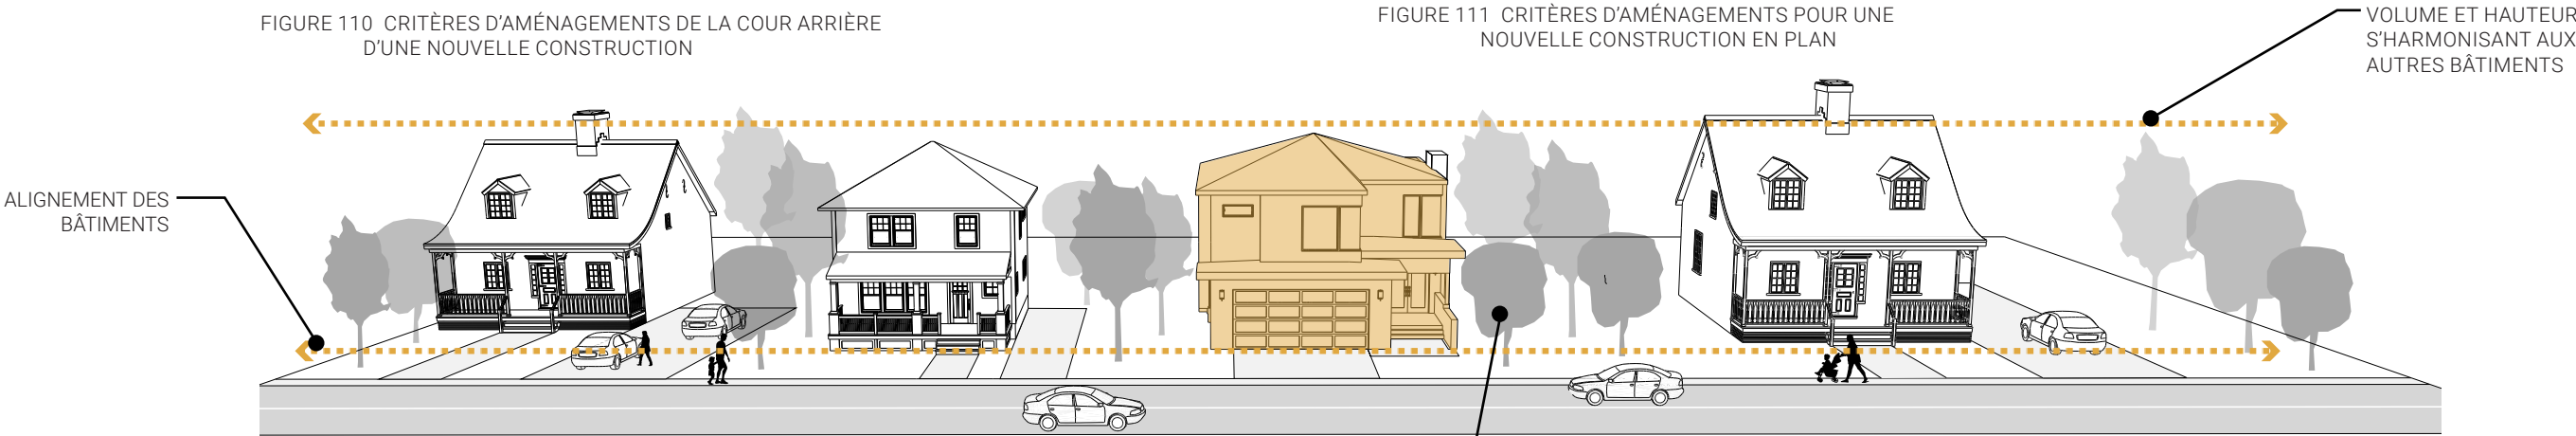 FIGURE 110 CRITÈRES D'AMÉNAGEMENTS DE LA COUR ARRIÈRE
D'UNE NOUVELLE CONSTRUCTION
FIGURE 111 CRITÈRES D'AMÉNAGEMENTS POUR UNE
NOUVELLE CONSTRUCTION EN PLAN
VOLUME ET HAUTEUR
S'HARMONISANT AUX
AUTRES BÂTIMENTS
ALIGNEMENT DES
BÂTIMENTS